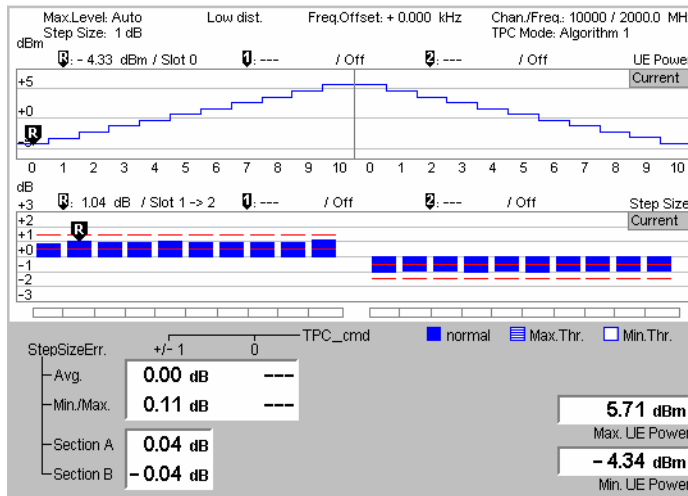 Max.Level: Auto Low dist. Freq.Offset: + 0.000 kHz Chan./Freq.: 10000 / 2000.0 MH
Step Size: 1 dB TPC Mode: Algorithm 1
dBm
R: - 4.33 dBm / Slot 0 1: --- / Off 2: --- / Off UE Power
Current
+5
+0
R
0 1 2 3 4 5 6 7 8 9 10 0 1 2 3 4 5 6 7 8 9 10
dB
+3 R: 1.04 dB / Slot 1 -> 2 1: --- / Off 2: --- / Off Step Size
+2 Current
+1 R
+0
-1
-2
-3
TPC_cmd normal Max.Thr. Min.Thr.
StepSizeErr. +/- 1 0
Avg. 0.00 dB ---
Min./Max. 0.11 dB ---
5.71 dBm
Max. UE Power
Section A 0.04 dB
Section B - 0.04 dB
- 4.34 dBm
Min. UE Power